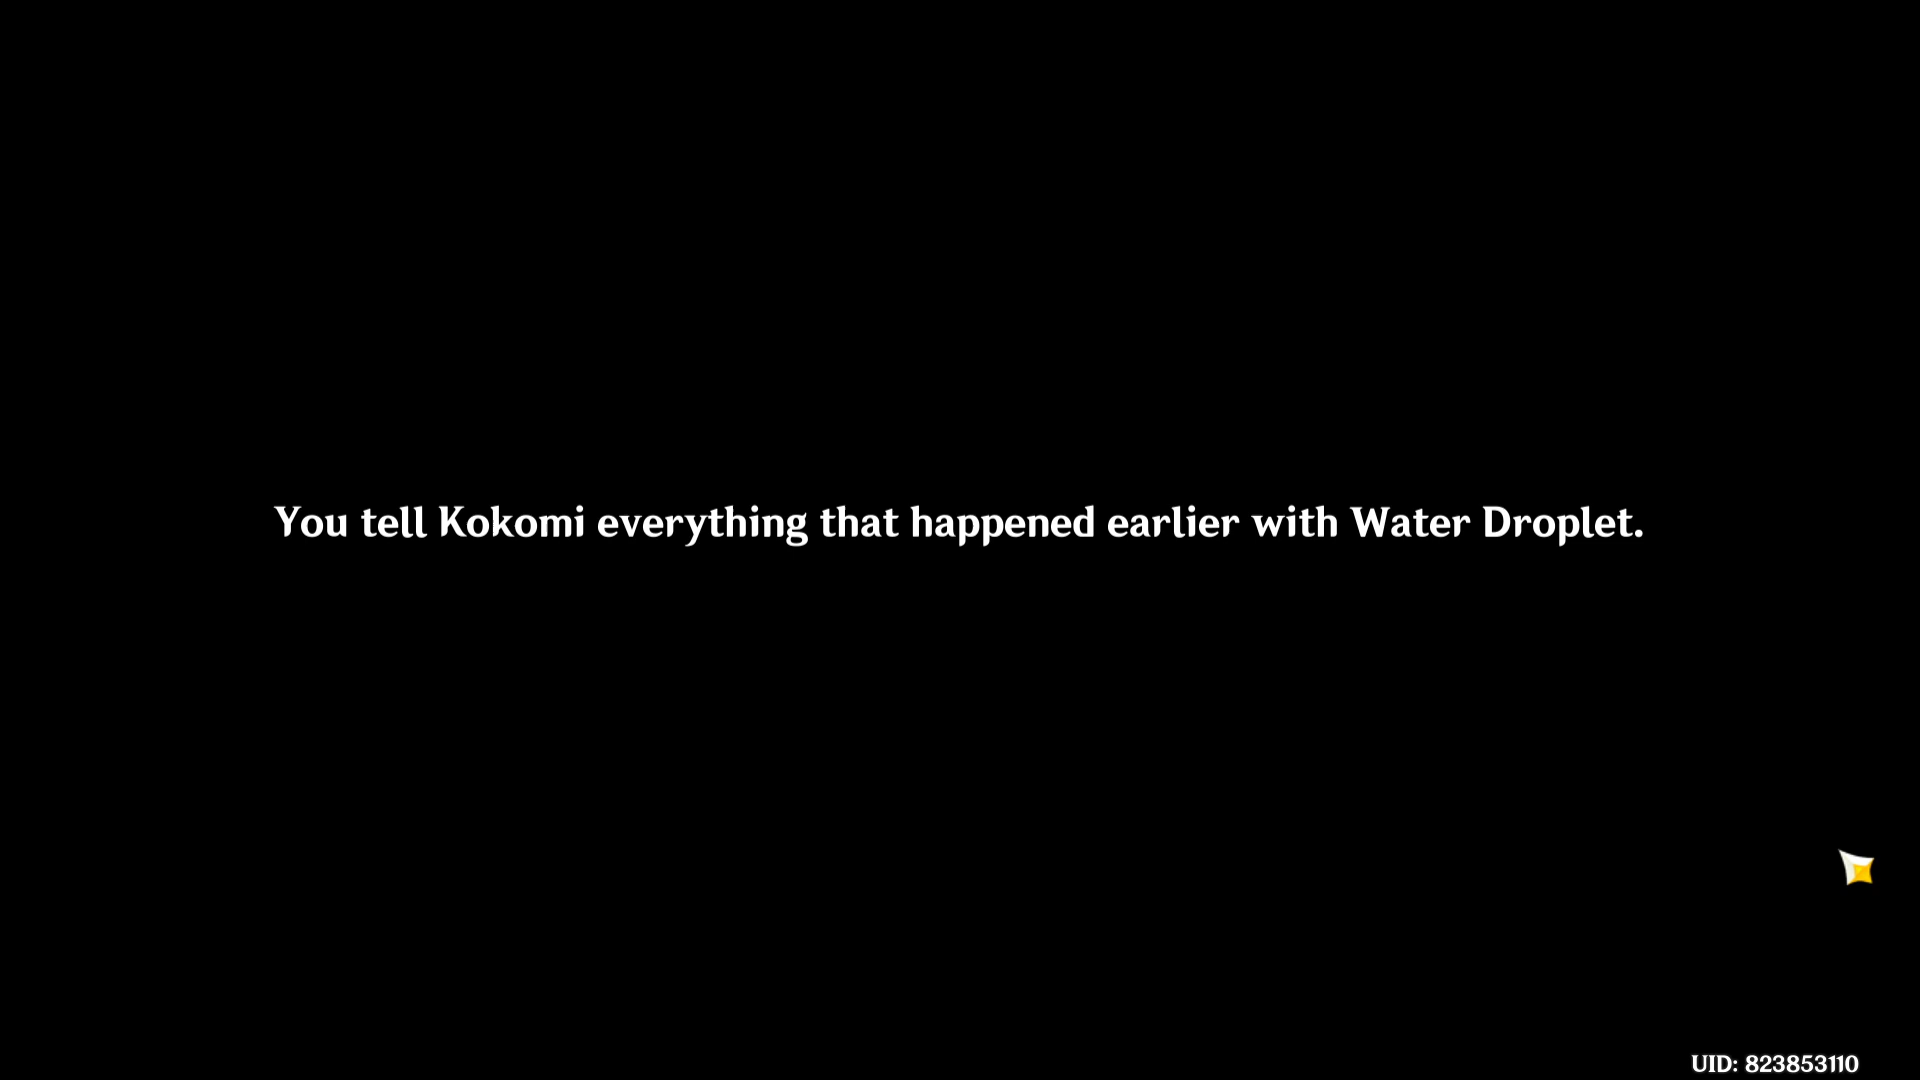 You tell Kokomi everything that happened earlier with Water Droplet.
UID: 823853110